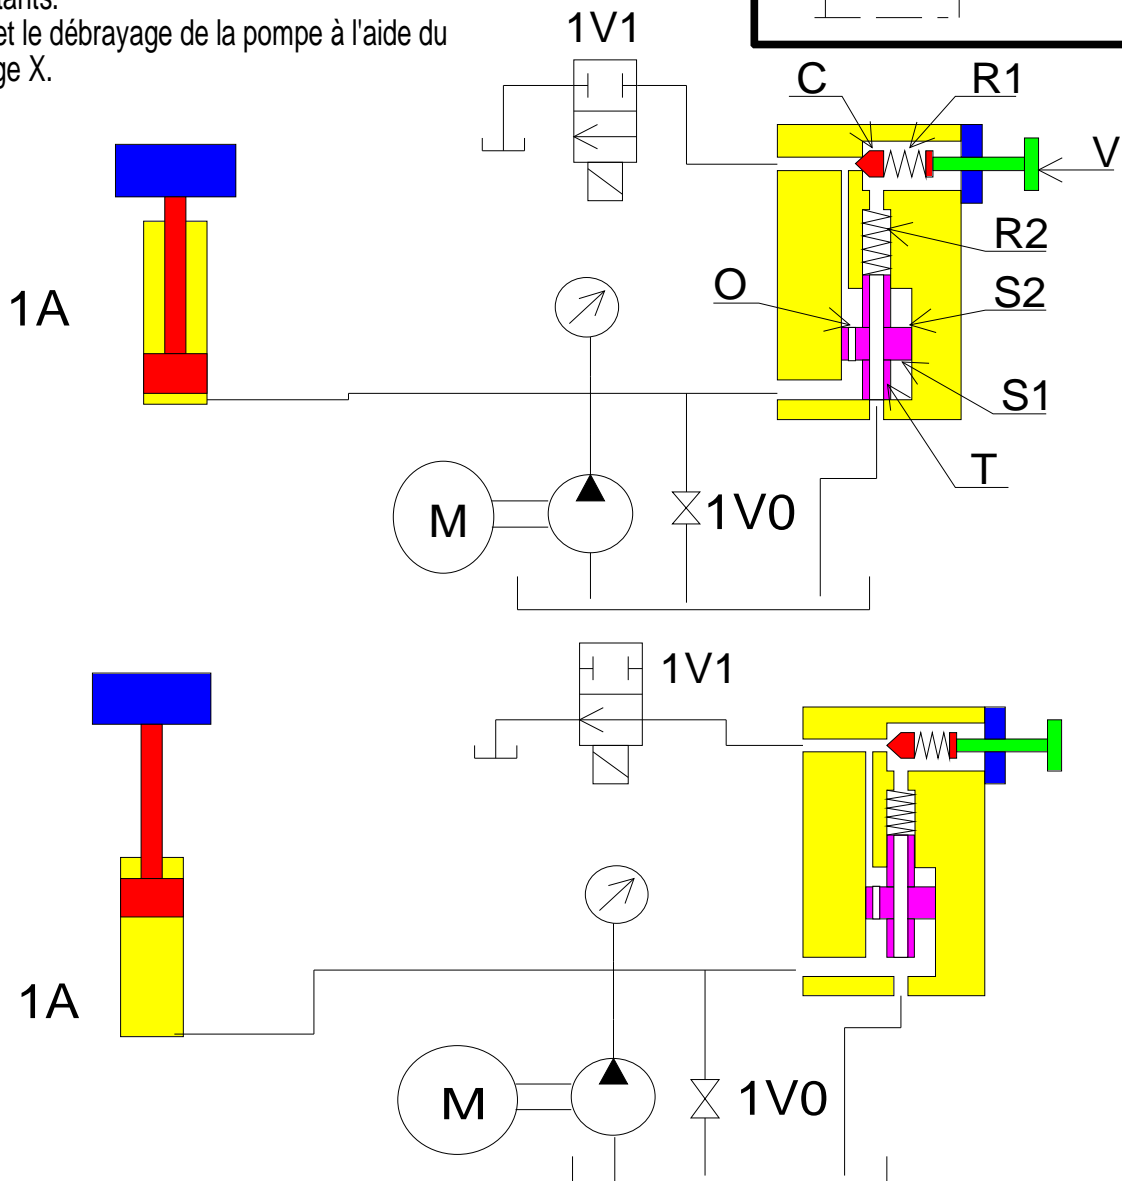 et le débrayage de la pompe à l'aide du
ge X.
1V1
C
R1
V
R2
O
S2
1A
S1
T
M
1V0
1V1
1A
M
1V0